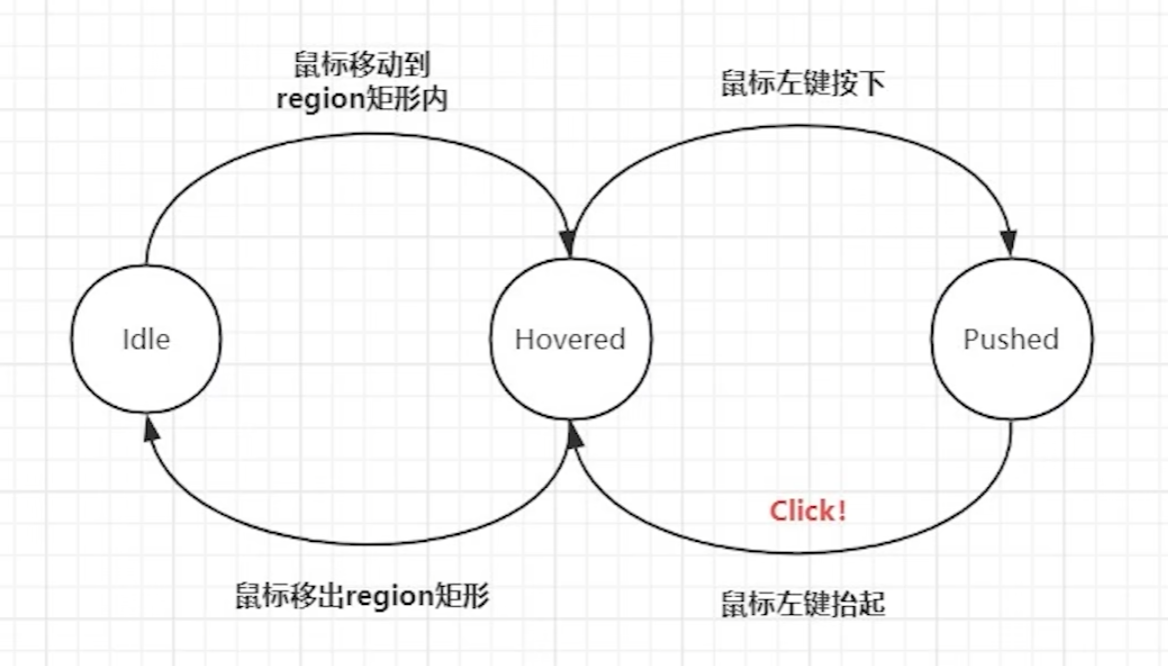 鼠标移动到
region矩形内
鼠标左键按下
Idle
Hovered
Pushed
Click!
鼠标移出region矩形
鼠标左键抬起